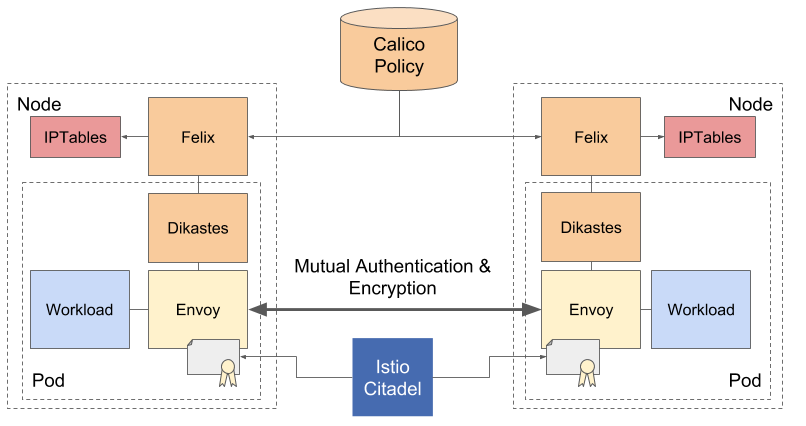 Calico
Policy
Node
IPTables
Felix
Dikastes
Workload
Envoy
Pod
Mutual Authentication &
Encryption
Istio
Citadel
Node
Felix
IPTables
Dikastes
Envoy
Workload
Pod